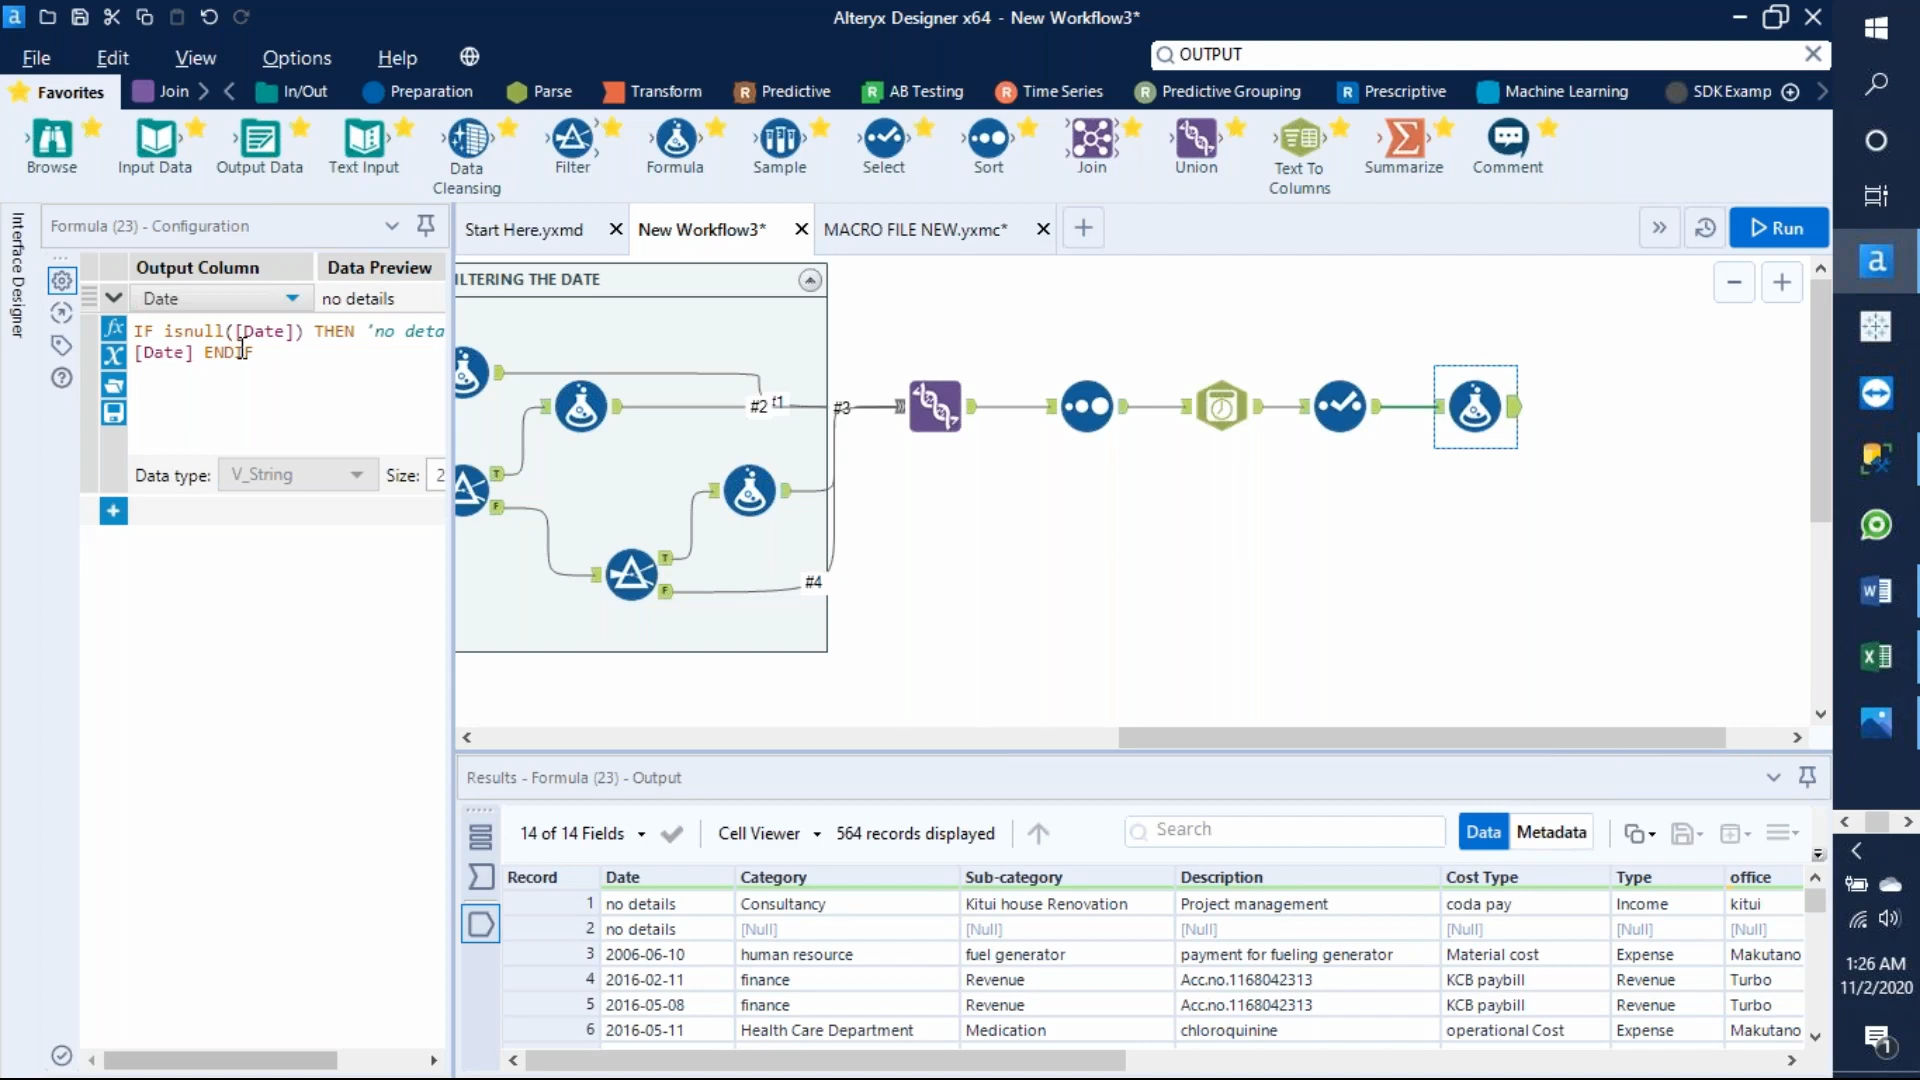 Alteryx Designer x64 - New Workflow3*
File Edit View Options Help
OUTPUT
Favorites Join In/Out Preparation Parse Transform Predictive AB Testing Time Series Predictive Grouping Prescriptive Machine Learning SDK Examp
Browse Input Data Output Data Text Input Data Cleansing Filter Formula Sample Select Sort Join Union Text To Columns Summarize Comment
Interface Designer
Formula (23) - Configuration
Start Here.yxmd New Workflow3* MACRO FILE NEW.yxmc* Run
Output Column Data Preview
Date no details
IF isnull([Date]) THEN 'no deta
[Date] ENDIF
Data type: V_String Size: 2
ILTERING THE DATE
#2 t1 #3
T
F
T
F
#4
Results - Formula (23) - Output
14 of 14 Fields Cell Viewer 564 records displayed Search Data Metadata
Record Date Category Sub-category Description Cost Type Type office
1 no details Consultancy Kitui house Renovation Project management coda pay Income kitui
2 no details [Null] [Null] [Null] [Null] [Null] [Null]
3 2006-06-10 human resource fuel generator payment for fueling generator Material cost Expense Makutano
4 2016-02-11 finance Revenue Acc.no.1168042313 KCB paybill Revenue Turbo
5 2016-05-08 finance Revenue Acc.no.1168042313 KCB paybill Revenue Turbo
6 2016-05-11 Health Care Department Medication chloroquinine operational Cost Expense Makutano
1:26 AM
11/2/2020
1